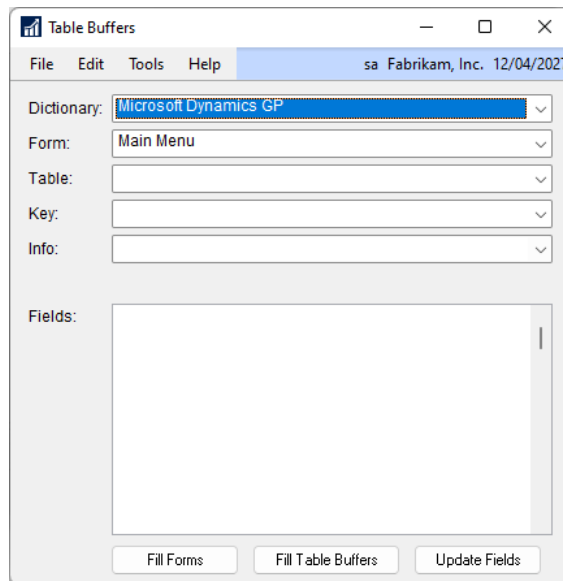 Table Buffers
File Edit Tools Help sa Fabrikam, Inc. 12/04/2027
Dictionary: Microsoft Dynamics GP
Form: Main Menu
Table:
Key:
Info:
Fields:
Fill Forms Fill Table Buffers Update Fields